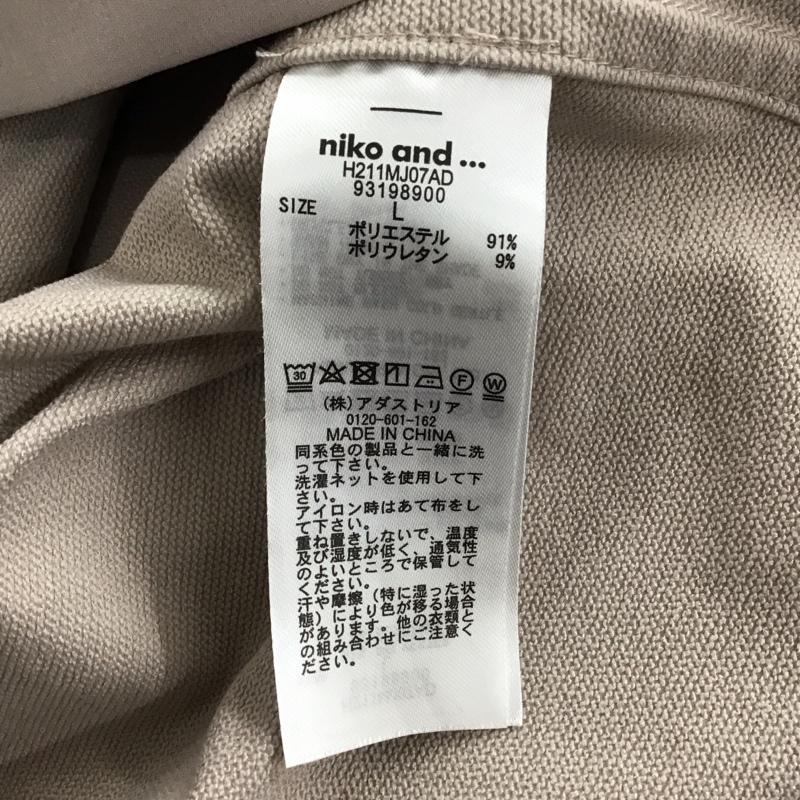 niko and ...
H211MJ07AD
93198900
SIZE L
ポリエステル 91%
ポリウレタン 9%
30 F W
(株)アダストリア
0120-601-162
MADE IN CHINA
同系色の製品と一緒に洗
って下さい。
洗濯ネットを使用して下
さい。
アイロン時はあて布をし
て下さい。
重ね置きしないで、温度
及び湿度が低く、通気性
のよいところで保管して
ください。
汗や摩擦(特に湿った状
態)により色が移る場合
があります。他の衣類と
の組み合わせにご注意く
ださい。